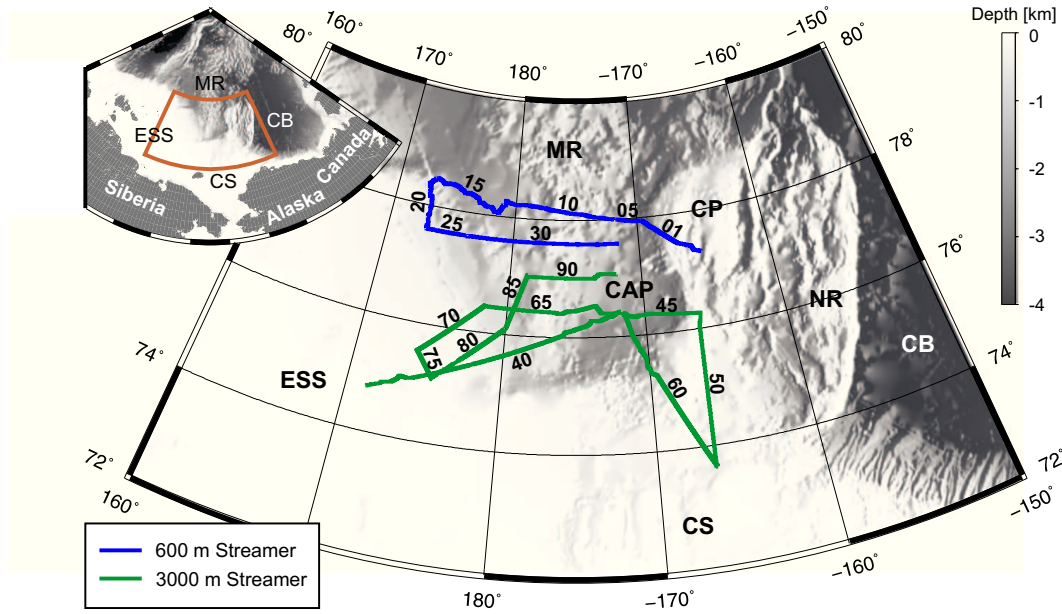 Depth [km]
0
-1
-2
-3
-4
160°
170°
180°
-170°
-160°
-150°
80°
80°
78°
76°
74°
72°
-150°
-160°
-170°
180°
160°
72°
74°
MR
ESS
CB
CS
Siberia
Alaska
Canada
MR
CP
CAP
NR
CB
ESS
CS
15
20
10
05
01
25
30
90
85
65
45
70
80
75
40
60
50
600 m Streamer
3000 m Streamer